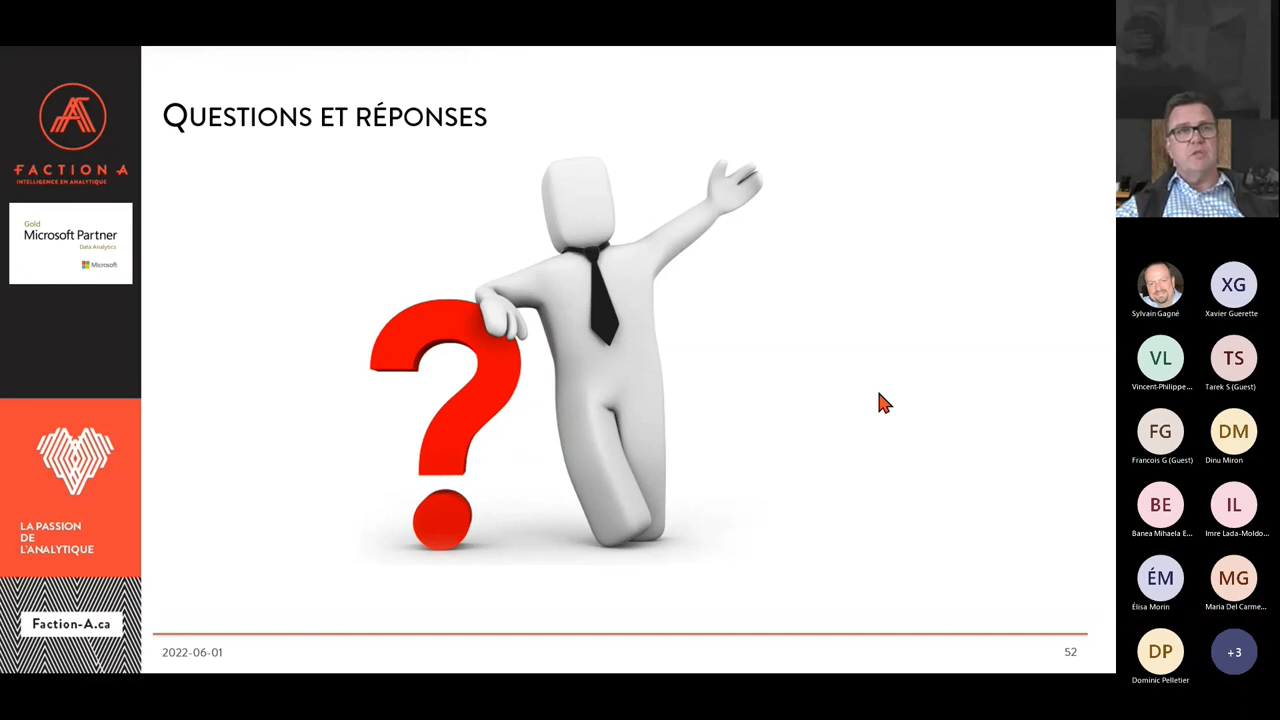 FACTION A
INTELLIGENCE EN ANALYTIQUE
Gold
Microsoft Partner
Data Analytics
Microsoft
LA PASSION
DE
L'ANALYTIQUE
Faction-A.ca
QUESTIONS ET RÉPONSES
2022-06-01
52
Sylvain Gagné
XG
Xavier Guerette
VL
Vincent-Philippe...
TS
Tarek S (Guest)
FG
Francois G (Guest)
DM
Dinu Miron
BE
Banea Mihaela E...
IL
Imre Lada-Moldo...
ÉM
Élisa Morin
MG
Maria Del Carme...
DP
Dominic Pelletier
+3